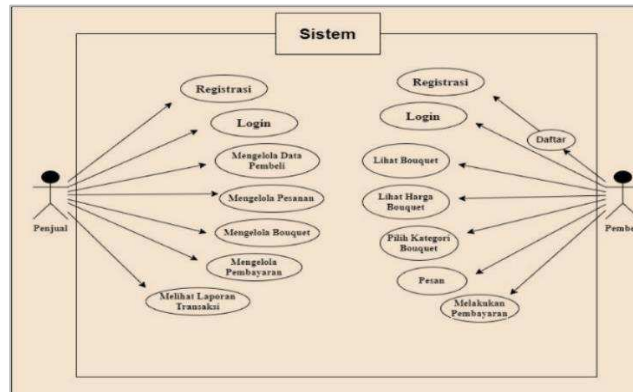 Sistem
Registrasi
Login
Mengelola Data
Pembeli
Mengelola Pesanan
Mengelola Bouquet
Mengelola
Pembayaran
Melihat Laporan
Transaksi
Penjual
Registrasi
Login
Daftar
Lihat Bouquet
Lihat Harga
Bouquet
Pilih Kategori
Bouquet
Pesan
Melakukan
Pembayaran
Pembe